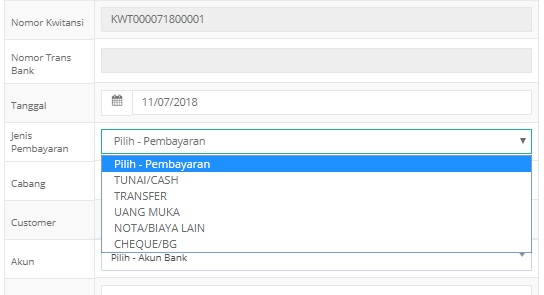 Nomor Kwitansi KWT000071800001
Nomor Trans
Bank
Tanggal 11/07/2018
Jenis
Pembayaran
Pilih - Pembayaran
Pilih - Pembayaran
TUNAI/CASH
TRANSFER
Cabang
UANG MUKA
NOTA/BIAYA LAIN
Customer
CHEQUE/BG
Akun Pilih - Akun Bank